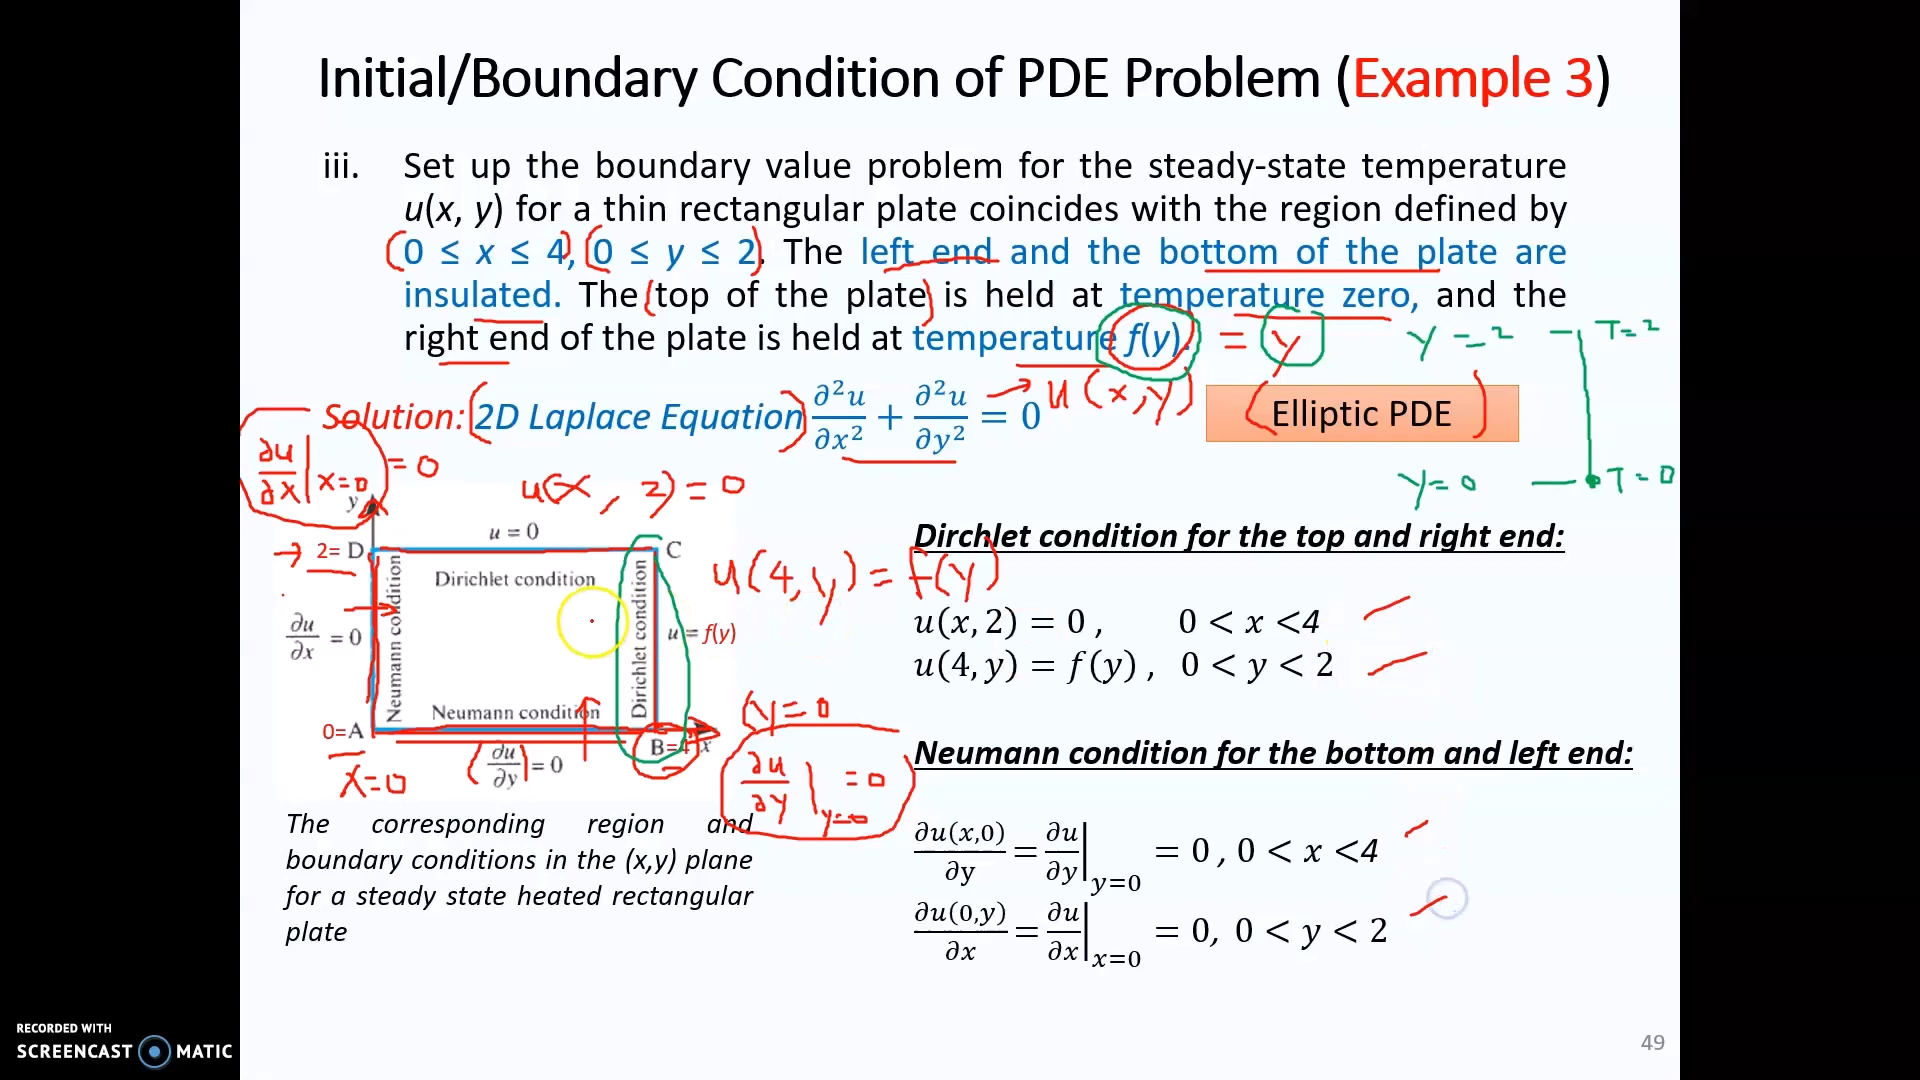 Initial/Boundary Condition of PDE Problem (Example 3)
iii. Set up the boundary value problem for the steady-state temperature
u(x, y) for a thin rectangular plate coincides with the region defined by
(0 ≤ x ≤ 4), (0 ≤ y ≤ 2). The left end and the bottom of the plate are
insulated. The (top of the plate) is held at temperature zero, and the
right end of the plate is held at temperature f(y). = y
y = 2 T=2
Solution: (2D Laplace Equation) ∂²u/∂x² + ∂²u/∂y² = 0 → u(x,y)
(Elliptic PDE)
y=0 T=0
∂u/∂x|x=0 = 0
u(x, 2) = 0
y
u = 0
→ 2= D
C
Dirichlet condition
Neumann condition
Dirichlet condition
∂u/∂x = 0
u = f(y)
u(4,y) = f(y)
Neumann condition
0=A
B=4
x
x=0
(∂u/∂y) = 0
y=0
∂u/∂y|y=0 = 0
The corresponding region and
boundary conditions in the (x,y) plane
for a steady state heated rectangular
plate
Dirchlet condition for the top and right end:
u(x, 2) = 0 , 0 < x <4
u(4, y) = f(y) , 0 < y < 2
Neumann condition for the bottom and left end:
∂u(x,0)/∂y = ∂u/∂y|y=0 = 0 , 0 < x <4
∂u(0,y)/∂x = ∂u/∂x|x=0 = 0, 0 < y < 2
RECORDED WITH
SCREENCAST MATIC
49